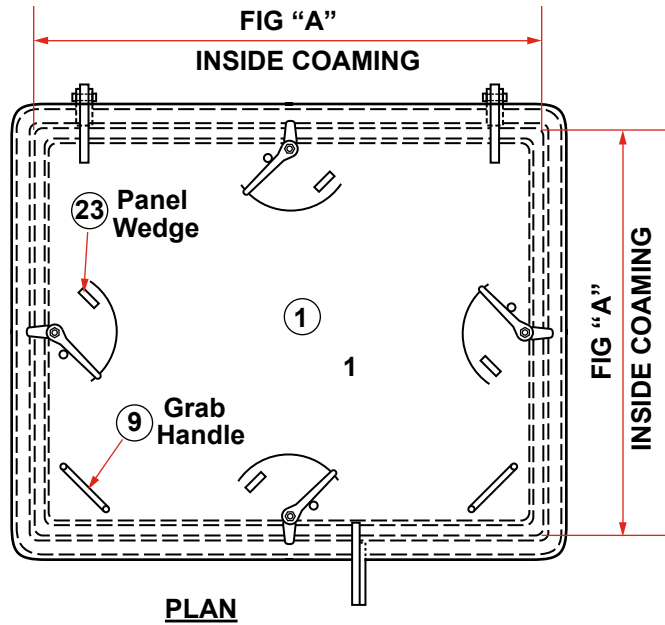 FIG “A”
INSIDE COAMING
23 Panel
Wedge
1
1
FIG “A”
INSIDE COAMING
9 Grab
Handle
PLAN